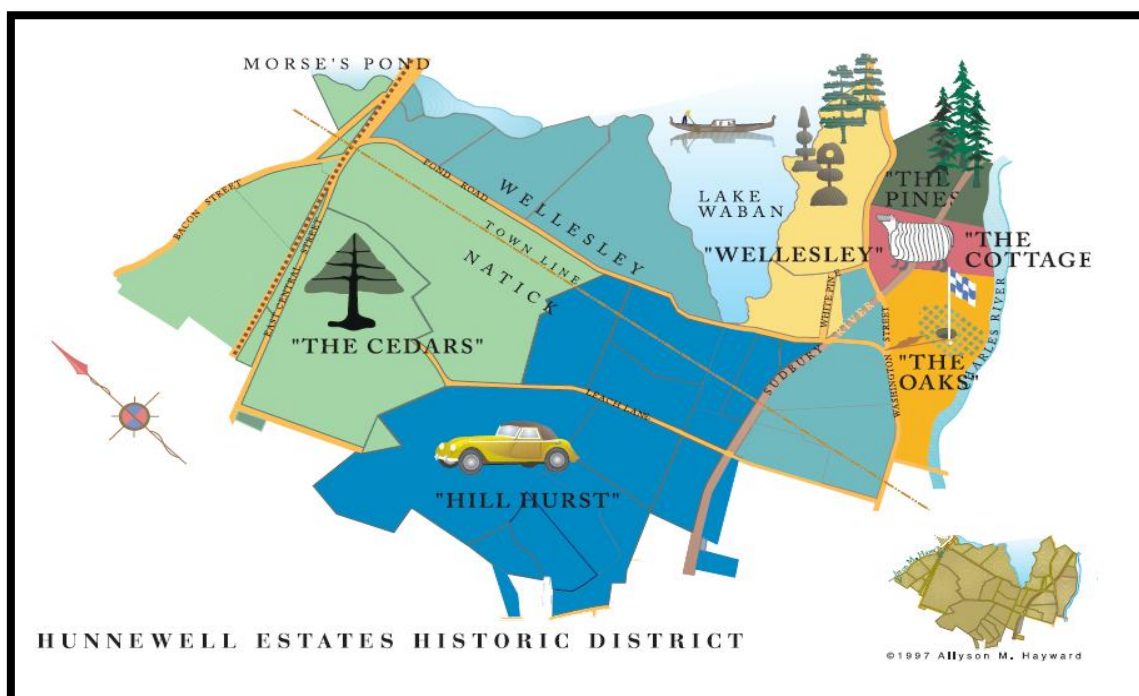 MORSE'S POND
BACON STREET
EAST CENTRAL STREET
POND ROAD
WELLESLEY
TOWN LINE
NATICK
"THE CEDARS"
LAKE
WABAN
"WELLESLEY"
"THE
PINES
"THE
COTTAGE
WHITE PINE
SUDBURY RIVER
WASHINGTON STREET
"THE
OAKS"
CHARLES RIVER
LEACH LANE
"HILL HURST"
HUNNEWELL ESTATES HISTORIC DISTRICT
©1997 Allyson M. Hayward